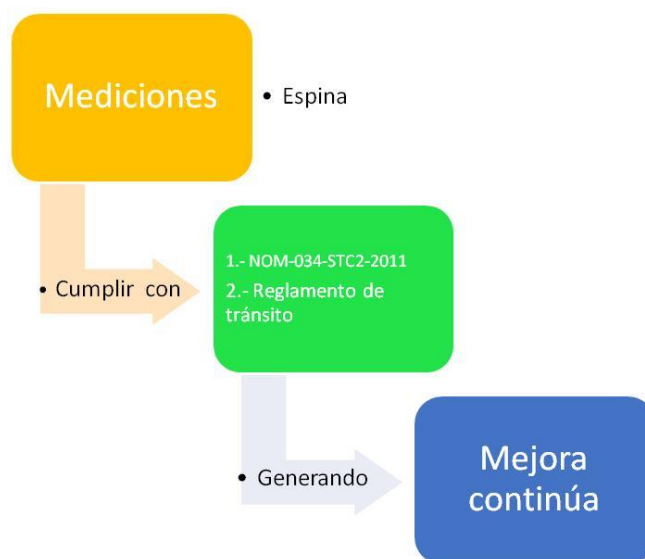 Mediciones
• Espina
• Cumplir con
1.- NOM-034-STC2-2011
2.- Reglamento de
tránsito
• Generando
Mejora
continúa